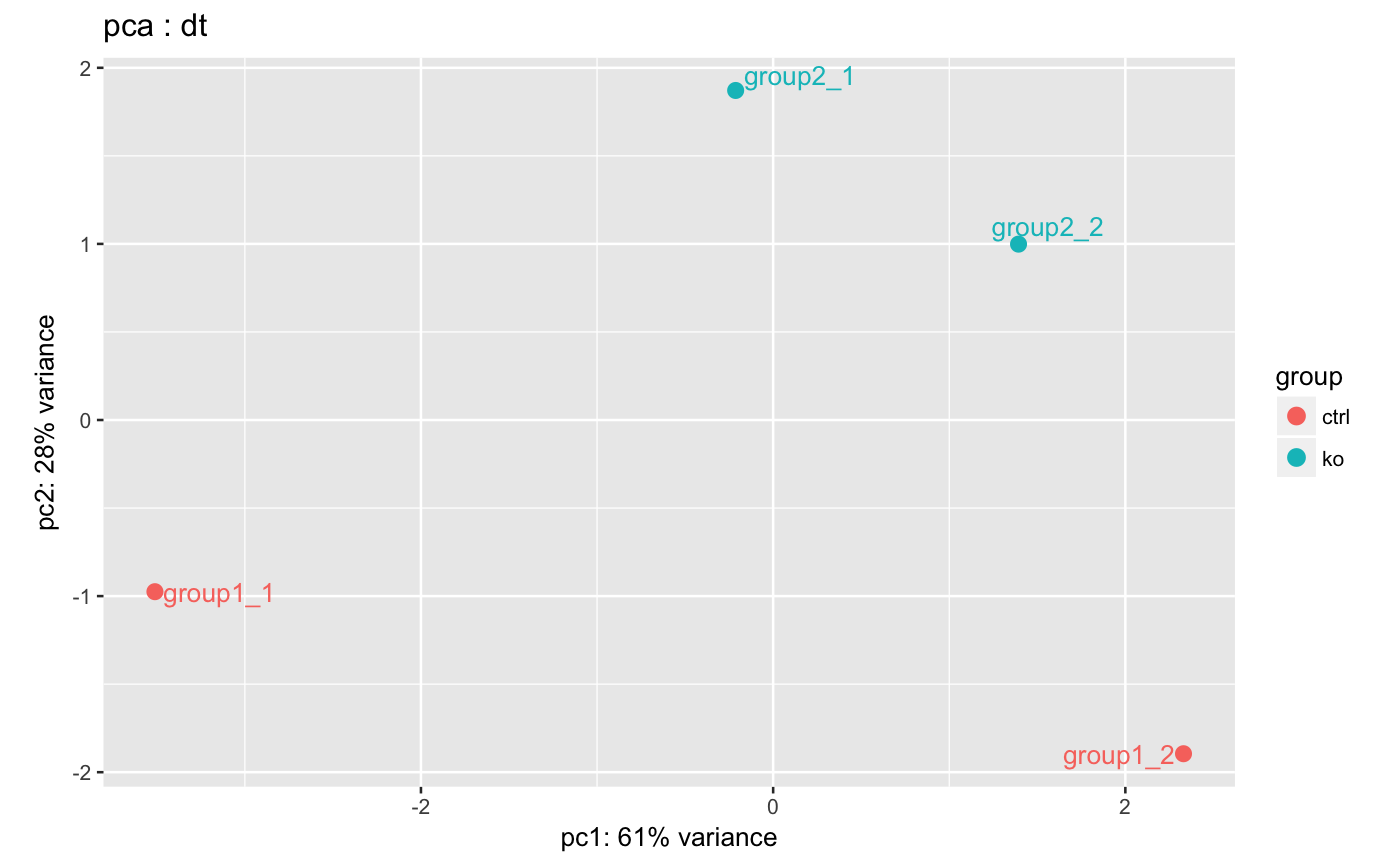 pca : dt
2
1
0
-1
-2
pc2: 28% variance
group2_1
group2_2
group1_1
group1_2
-2
0
2
pc1: 61% variance
group
ctrl
ko